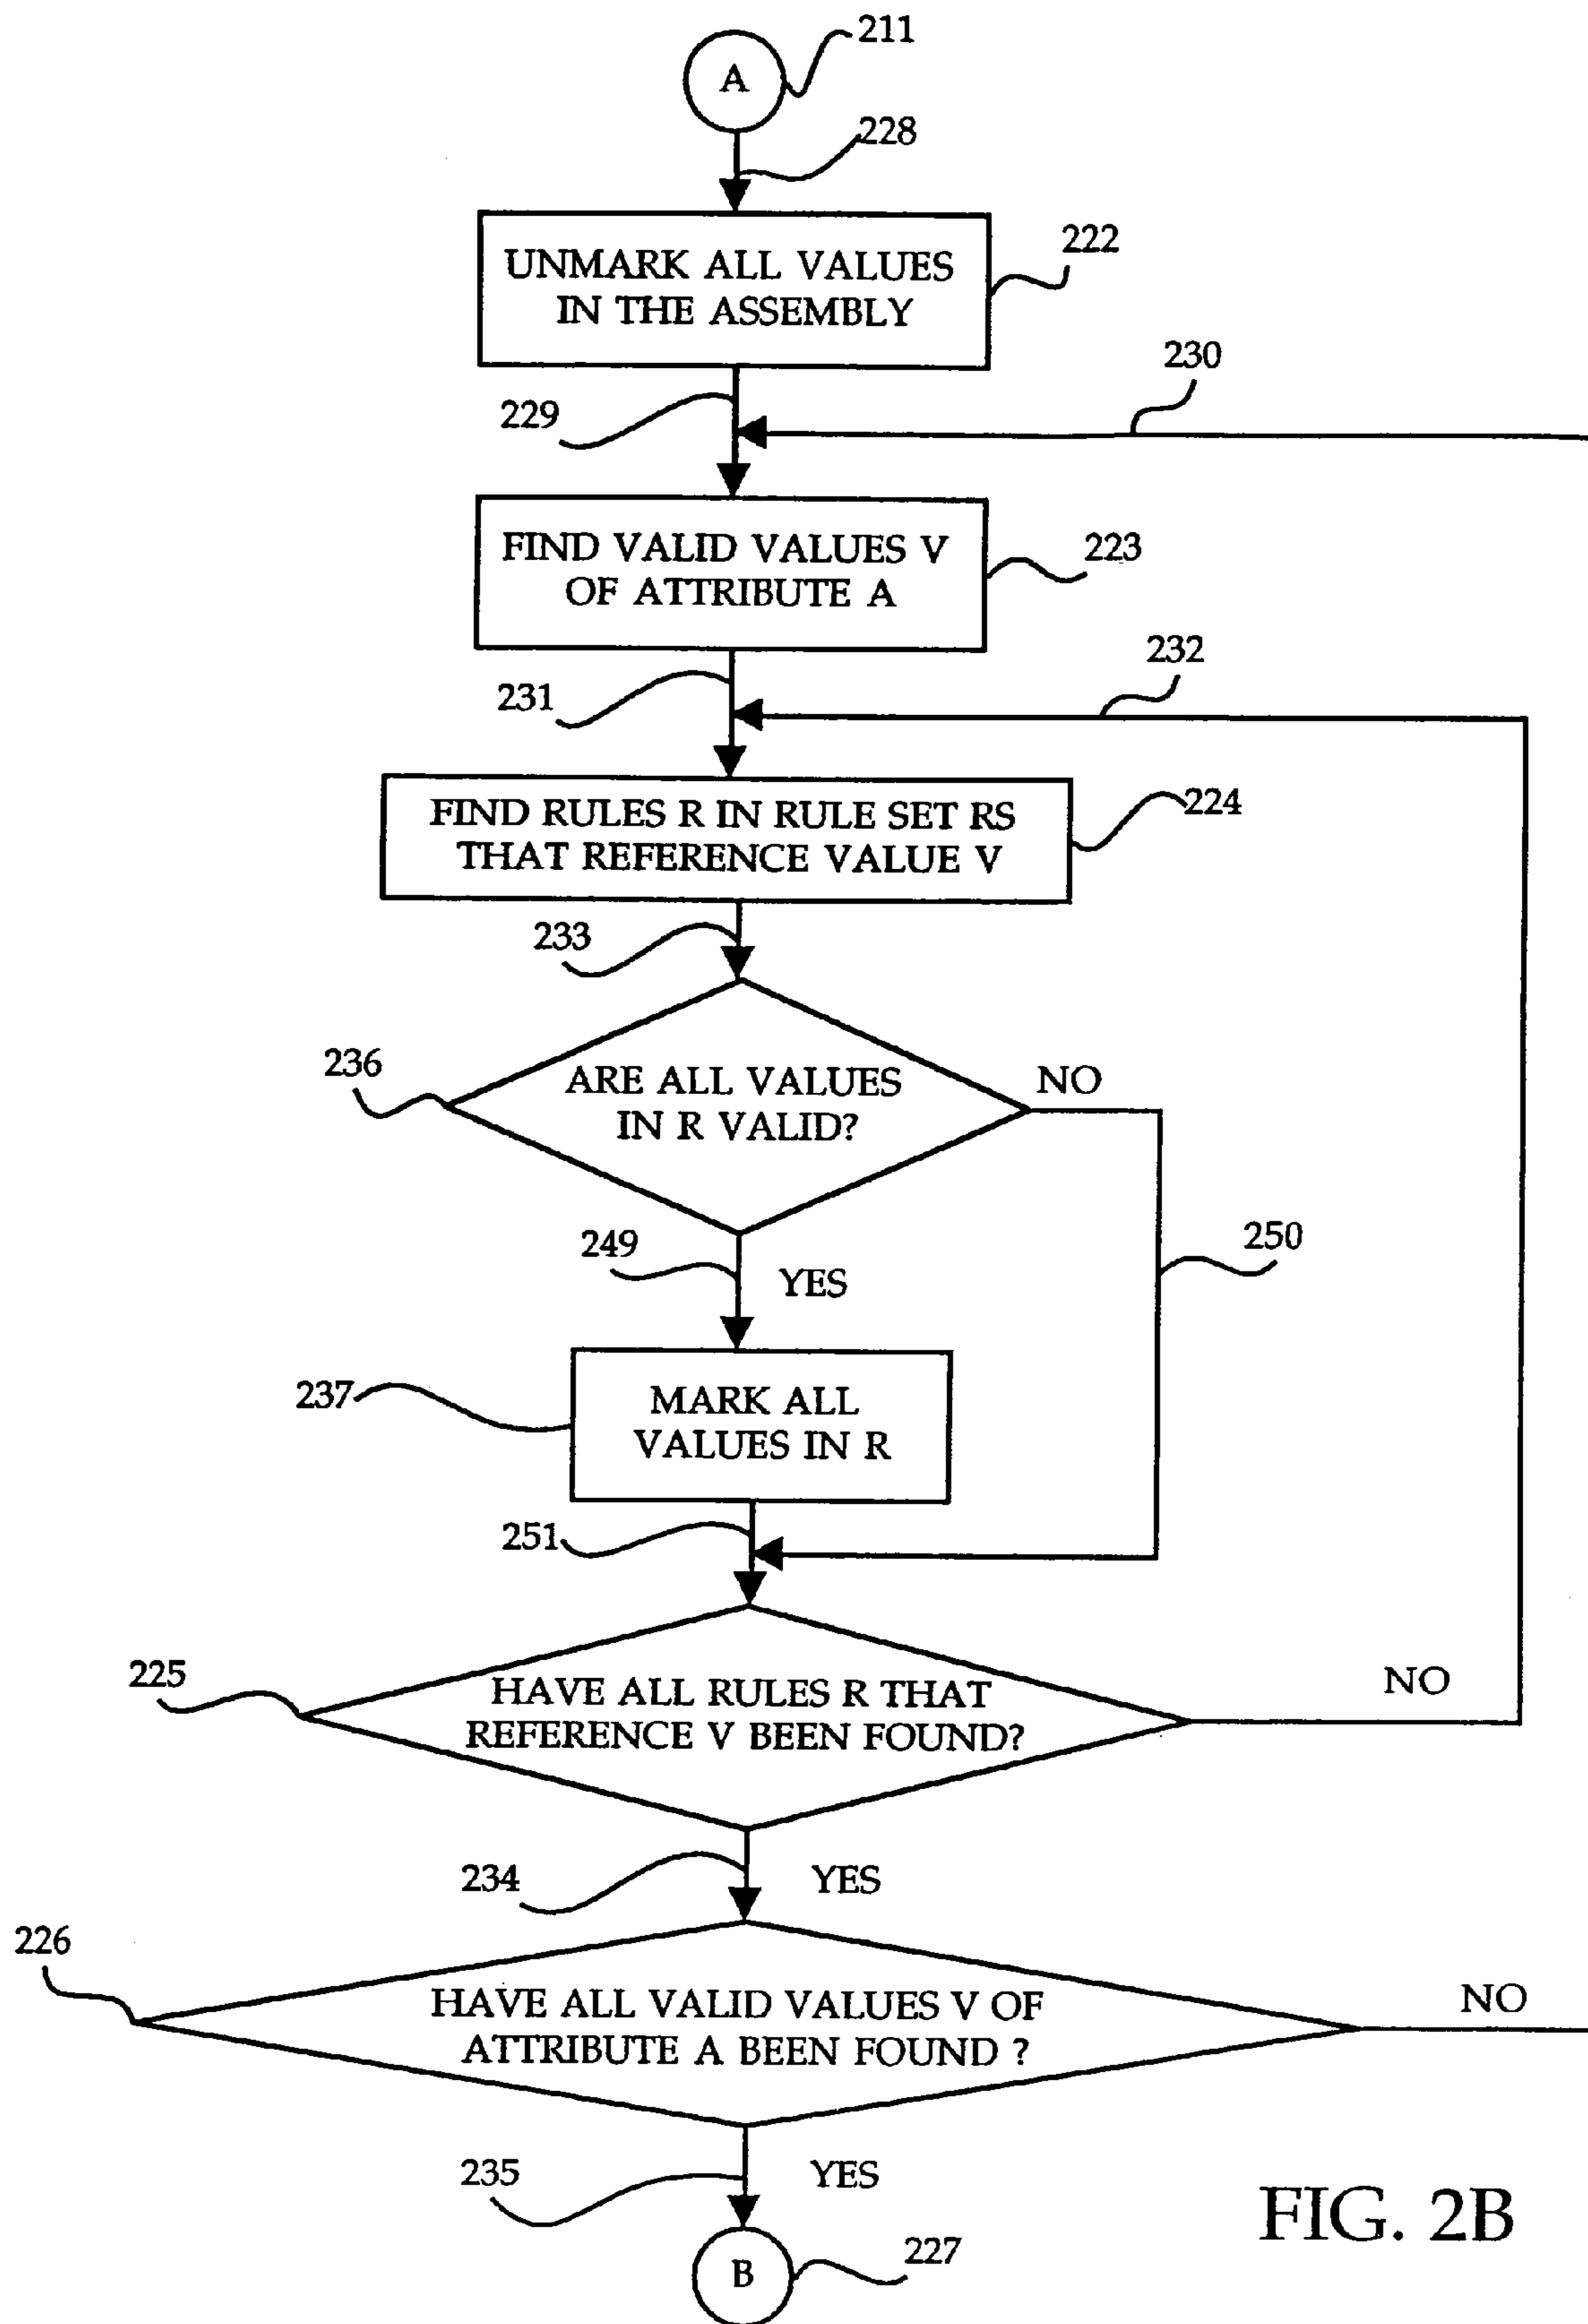 211
A
228
222
UNMARK ALL VALUES
IN THE ASSEMBLY
230
229
FIND VALID VALUES V
OF ATTRIBUTE A
223
232
231
FIND RULES R IN RULE SET RS
THAT REFERENCE VALUE V
224
233
236
ARE ALL VALUES
IN R VALID?
NO
249
YES
250
237
MARK ALL
VALUES IN R
251
225
HAVE ALL RULES R THAT
REFERENCE V BEEN FOUND?
NO
234
YES
226
HAVE ALL VALID VALUES V OF
ATTRIBUTE A BEEN FOUND ?
NO
235
YES
B
227
FIG. 2B